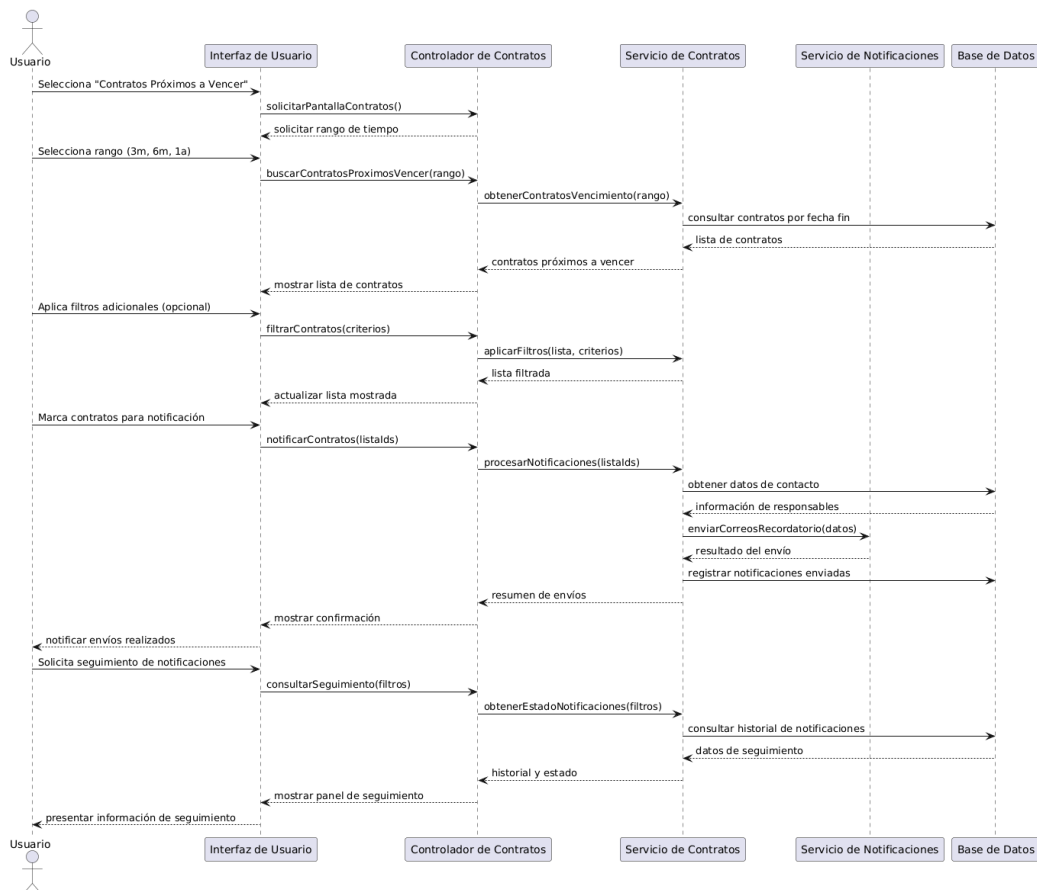 Usuario
Interfaz de Usuario
Controlador de Contratos
Servicio de Contratos
Servicio de Notificaciones
Base de Datos
Selecciona "Contratos Próximos a Vencer"
solicitarPantallaContratos()
solicitar rango de tiempo
Selecciona rango (3m, 6m, 1a)
buscarContratosProximosVencer(rango)
obtenerContratosVencimiento(rango)
consultar contratos por fecha fin
lista de contratos
contratos próximos a vencer
mostrar lista de contratos
Aplica filtros adicionales (opcional)
filtrarContratos(criterios)
aplicarFiltros(lista, criterios)
lista filtrada
actualizar lista mostrada
Marca contratos para notificación
notificarContratos(listaIds)
procesarNotificaciones(listaIds)
obtener datos de contacto
información de responsables
enviarCorreosRecordatorio(datos)
resultado del envío
registrar notificaciones enviadas
resumen de envíos
mostrar confirmación
notificar envíos realizados
Solicita seguimiento de notificaciones
consultarSeguimiento(filtros)
obtenerEstadoNotificaciones(filtros)
consultar historial de notificaciones
datos de seguimiento
historial y estado
mostrar panel de seguimiento
presentar información de seguimiento
Usuario
Interfaz de Usuario
Controlador de Contratos
Servicio de Contratos
Servicio de Notificaciones
Base de Datos